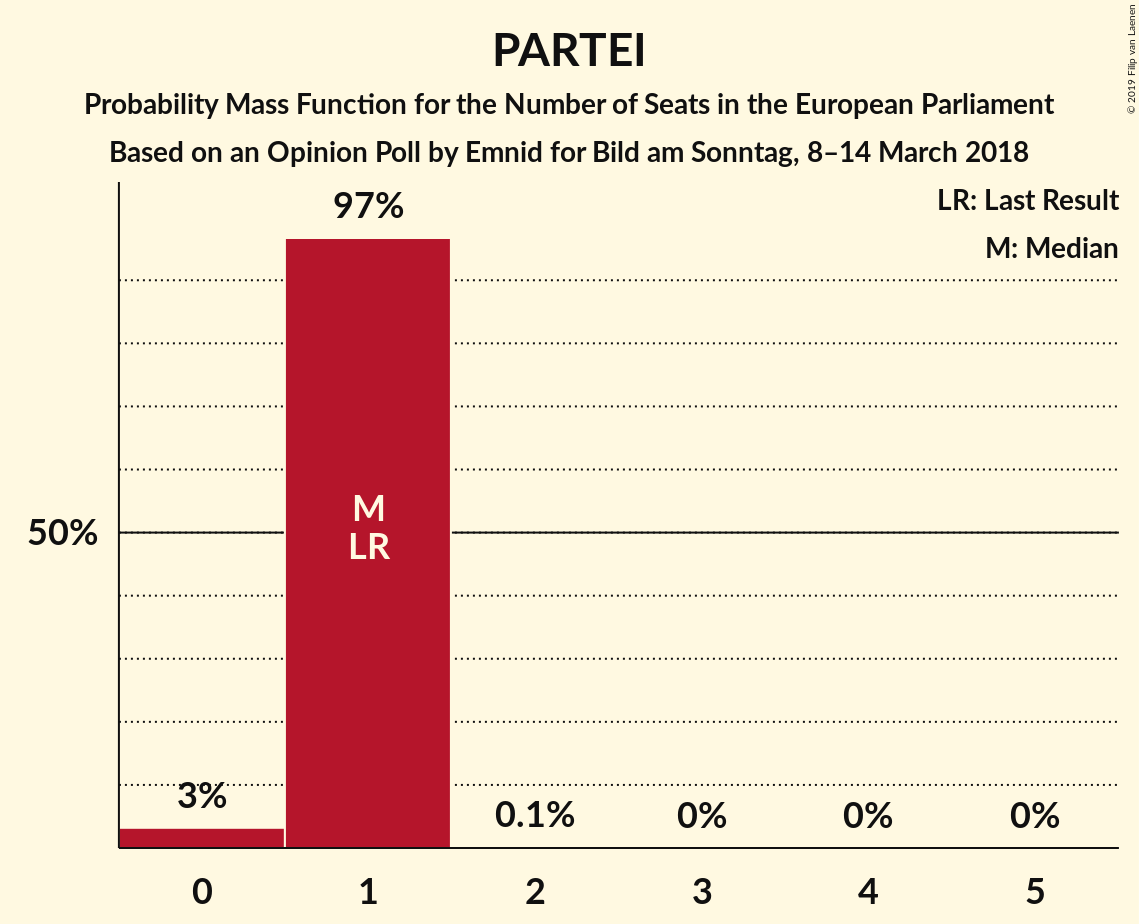 PARTEI
Probability Mass Function for the Number of Seats in the European Parliament
Based on an Opinion Poll by Emnid for Bild am Sonntag, 8–14 March 2018
© 2019 Filip van Laenen
LR: Last Result
M: Median
97%
50%
M
LR
3%
0.1%
0%
0%
0%
0
1
2
3
4
5